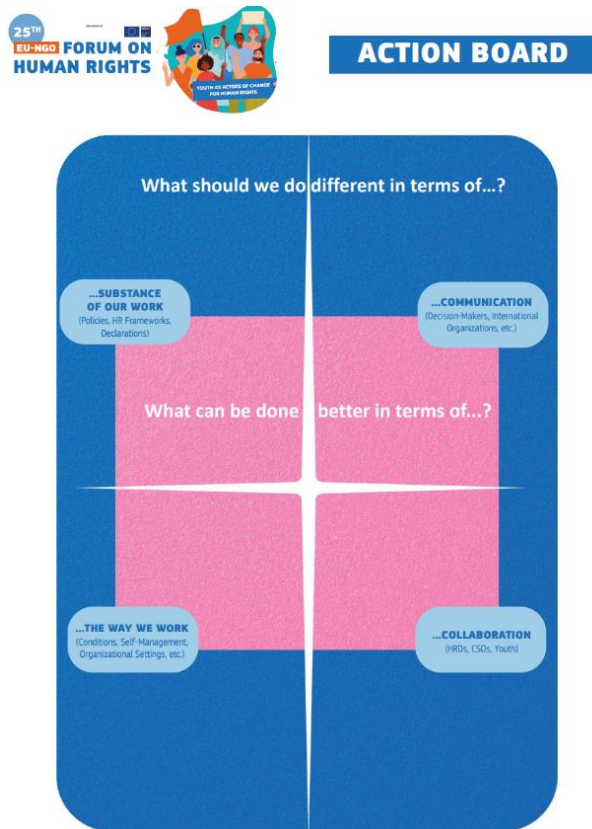 25TH
EU-NGO FORUM ON
HUMAN RIGHTS
YOUTH AS ACTORS OF CHANGE
FOR HUMAN RIGHTS
ACTION BOARD
What should we do different in terms of...?
...SUBSTANCE
OF OUR WORK
(Policies, HR Frameworks,
Declarations)
...COMMUNICATION
(Decision-Makers, International
Organizations, etc.)
What can be done better in terms of...?
...THE WAY WE WORK
(Conditions, Self-Management,
Organizational Settings, etc.)
...COLLABORATION
(HRDs, CSOs, Youth)